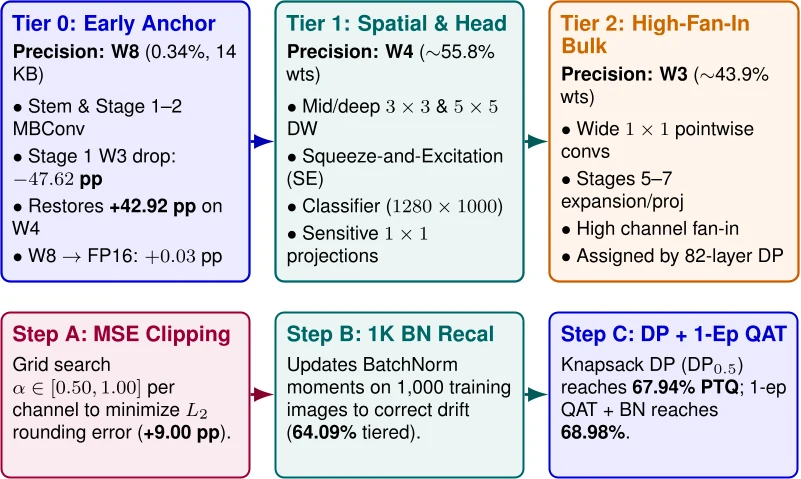 Tier 0: Early Anchor
Precision: W8 (0.34%, 14
KB)
• Stem & Stage 1–2
MBConv
• Stage 1 W3 drop:
−47.62 pp
• Restores +42.92 pp on
W4
• W8 → FP16: +0.03 pp
Tier 1: Spatial & Head
Precision: W4 (∼55.8%
wts)
• Mid/deep 3 × 3 & 5 × 5
DW
• Squeeze-and-Excitation
(SE)
• Classifier (1280 × 1000)
• Sensitive 1 × 1
projections
Tier 2: High-Fan-In
Bulk
Precision: W3 (∼43.9%
wts)
• Wide 1 × 1 pointwise
convs
• Stages 5–7
expansion/proj
• High channel fan-in
• Assigned by 82-layer DP
Step A: MSE Clipping
Grid search
α ∈ [0.50, 1.00] per
channel to minimize L₂
rounding error (+9.00 pp).
Step B: 1K BN Recal
Updates BatchNorm
moments on 1,000 training
images to correct drift
(64.09% tiered).
Step C: DP + 1-Ep QAT
Knapsack DP (DP₀.₅)
reaches 67.94% PTQ; 1-ep
QAT + BN reaches
68.98%.